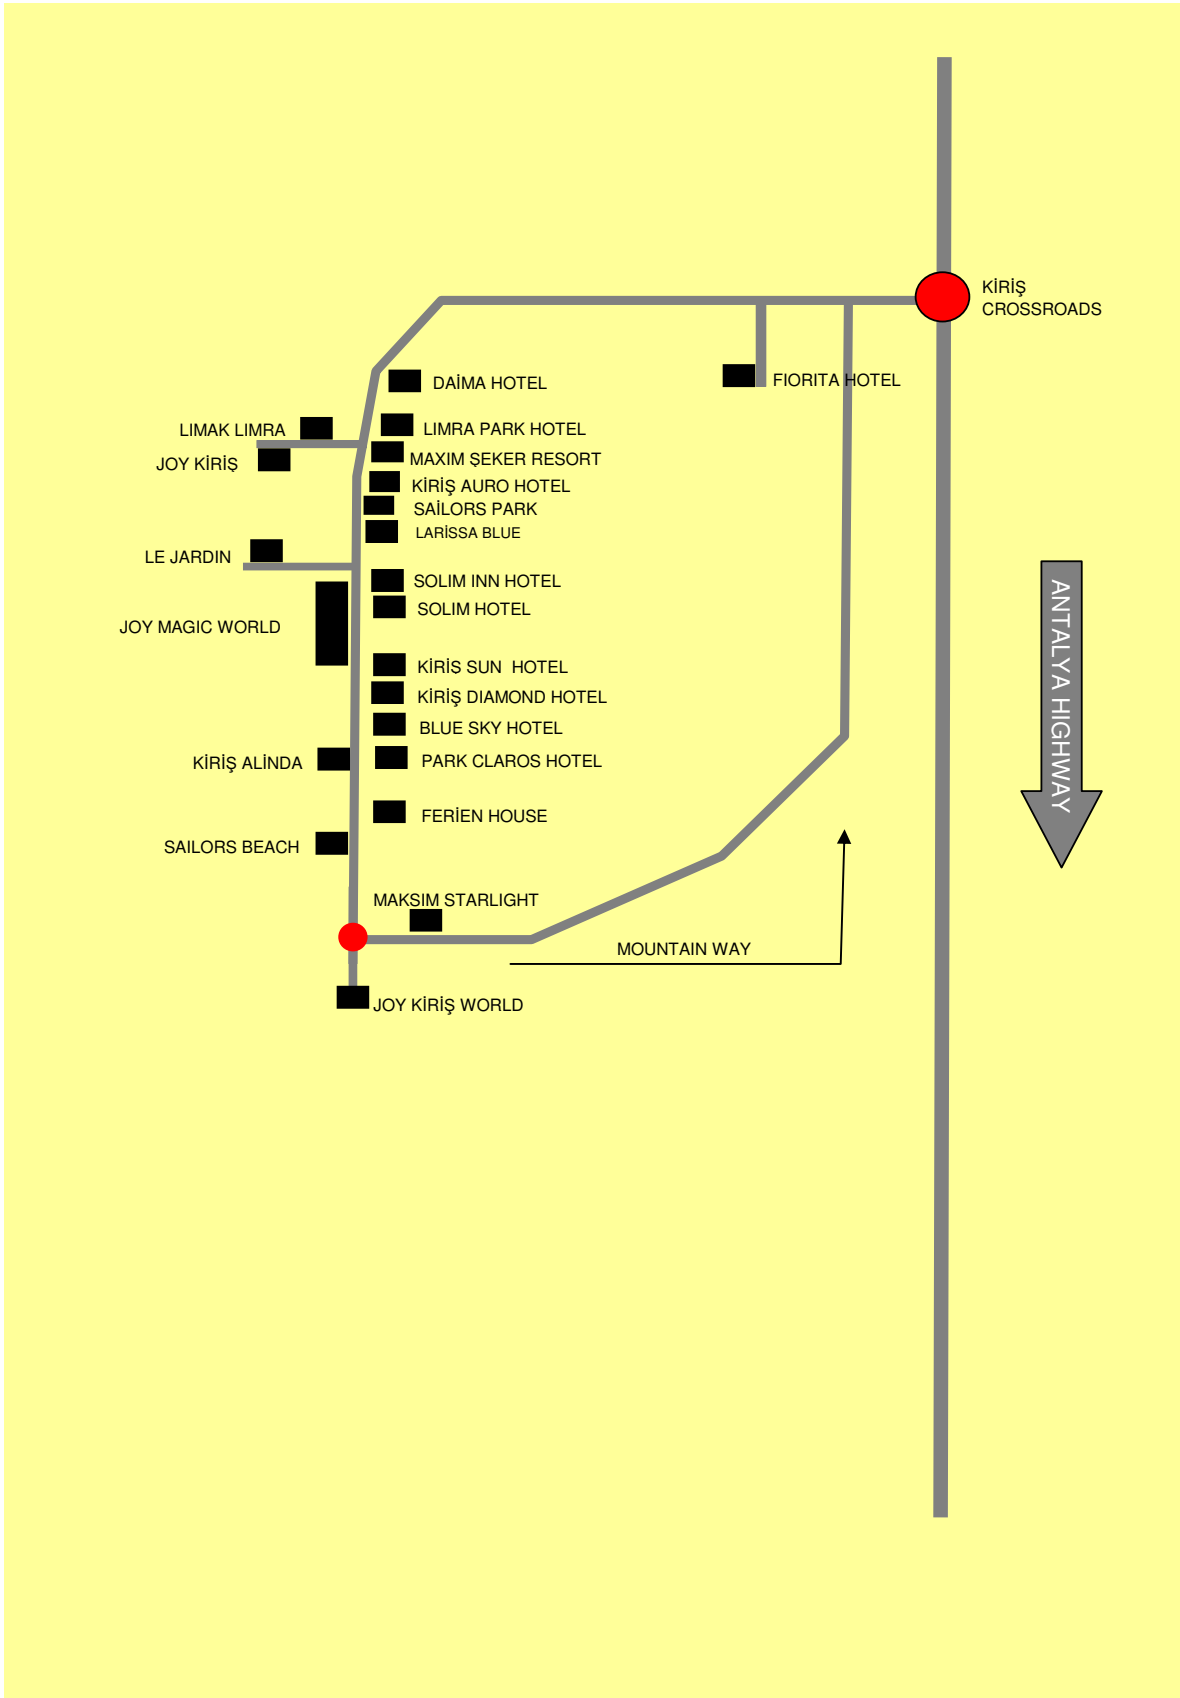 KİRİŞ
CROSSROADS
DAİMA HOTEL
FIORITA HOTEL
LIMAK LIMRA
LIMRA PARK HOTEL
JOY KİRİŞ
MAXIM ŞEKER RESORT
KİRİŞ AURO HOTEL
SAİLORS PARK
LARİSSA BLUE
LE JARDIN
SOLIM INN HOTEL
SOLIM HOTEL
JOY MAGIC WORLD
KİRİS SUN HOTEL
KİRİŞ DIAMOND HOTEL
BLUE SKY HOTEL
KİRİŞ ALİNDA
PARK CLAROS HOTEL
FERİEN HOUSE
SAILORS BEACH
ANTALYA HIGHWAY
MAKSIM STARLIGHT
MOUNTAIN WAY
JOY KİRİŞ WORLD